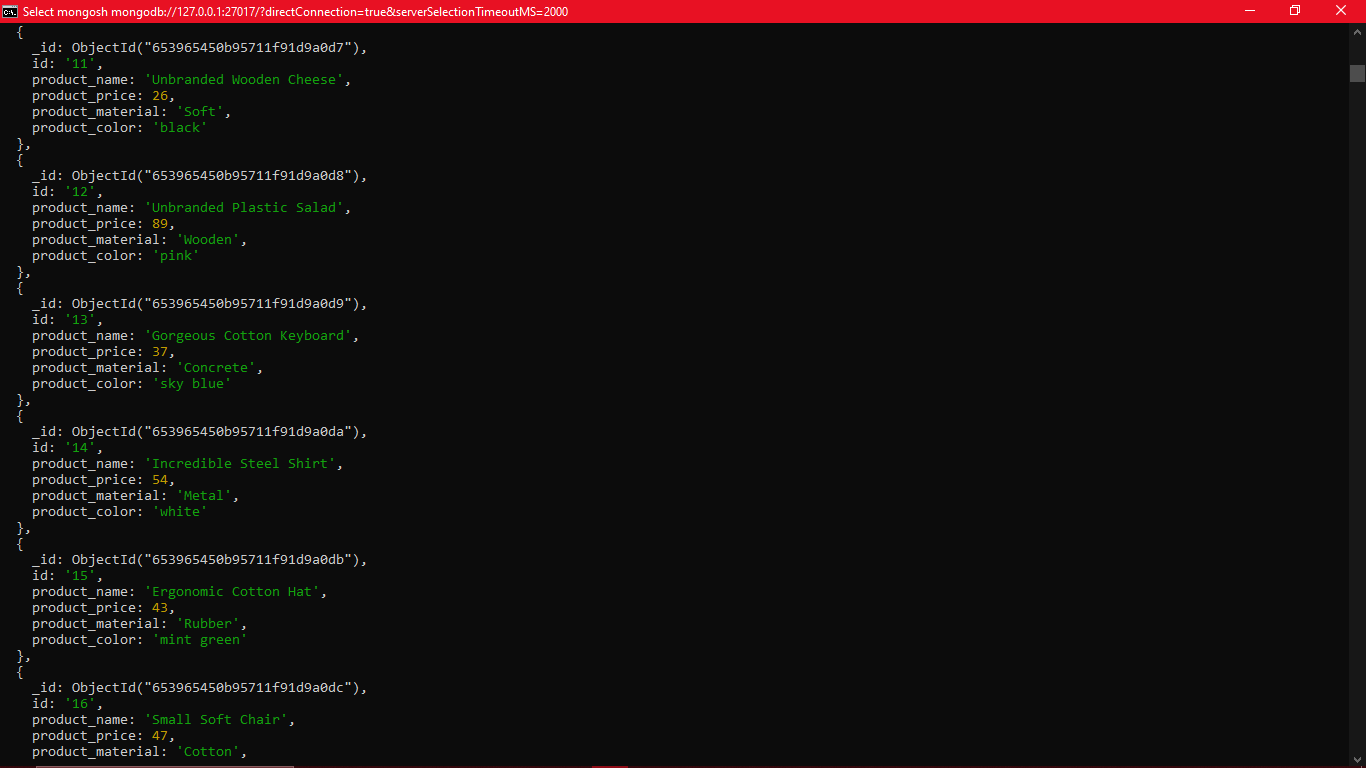 Select mongosh mongodb://127.0.0.1:27017/?directConnection=true&serverSelectionTimeoutMS=2000
{
_id: ObjectId("653965450b95711f91d9a0d7"),
id: '11',
product_name: 'Unbranded Wooden Cheese',
product_price: 26,
product_material: 'Soft',
product_color: 'black'
},
{
_id: ObjectId("653965450b95711f91d9a0d8"),
id: '12',
product_name: 'Unbranded Plastic Salad',
product_price: 89,
product_material: 'Wooden',
product_color: 'pink'
},
{
_id: ObjectId("653965450b95711f91d9a0d9"),
id: '13',
product_name: 'Gorgeous Cotton Keyboard',
product_price: 37,
product_material: 'Concrete',
product_color: 'sky blue'
},
{
_id: ObjectId("653965450b95711f91d9a0da"),
id: '14',
product_name: 'Incredible Steel Shirt',
product_price: 54,
product_material: 'Metal',
product_color: 'white'
},
{
_id: ObjectId("653965450b95711f91d9a0db"),
id: '15',
product_name: 'Ergonomic Cotton Hat',
product_price: 43,
product_material: 'Rubber',
product_color: 'mint green'
},
{
_id: ObjectId("653965450b95711f91d9a0dc"),
id: '16',
product_name: 'Small Soft Chair',
product_price: 47,
product_material: 'Cotton',